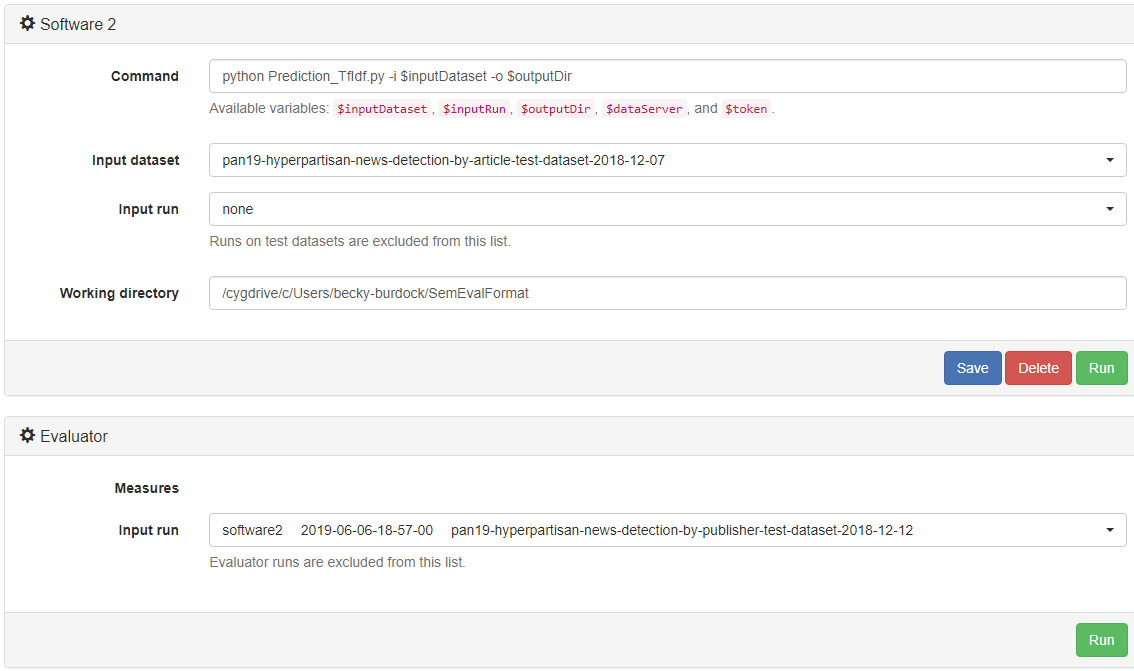 Software 2
Command
python Prediction_TfIdf.py -i $inputDataset -o $outputDir
Available variables: $inputDataset, $inputRun, $outputDir, $dataServer, and $token.
Input dataset
pan19-hyperpartisan-news-detection-by-article-test-dataset-2018-12-07
Input run
none
Runs on test datasets are excluded from this list.
Working directory
/cygdrive/c/Users/becky-burdock/SemEvalFormat
Save Delete Run
Evaluator
Measures
Input run
software2 2019-06-06-18-57-00 pan19-hyperpartisan-news-detection-by-publisher-test-dataset-2018-12-12
Evaluator runs are excluded from this list.
Run